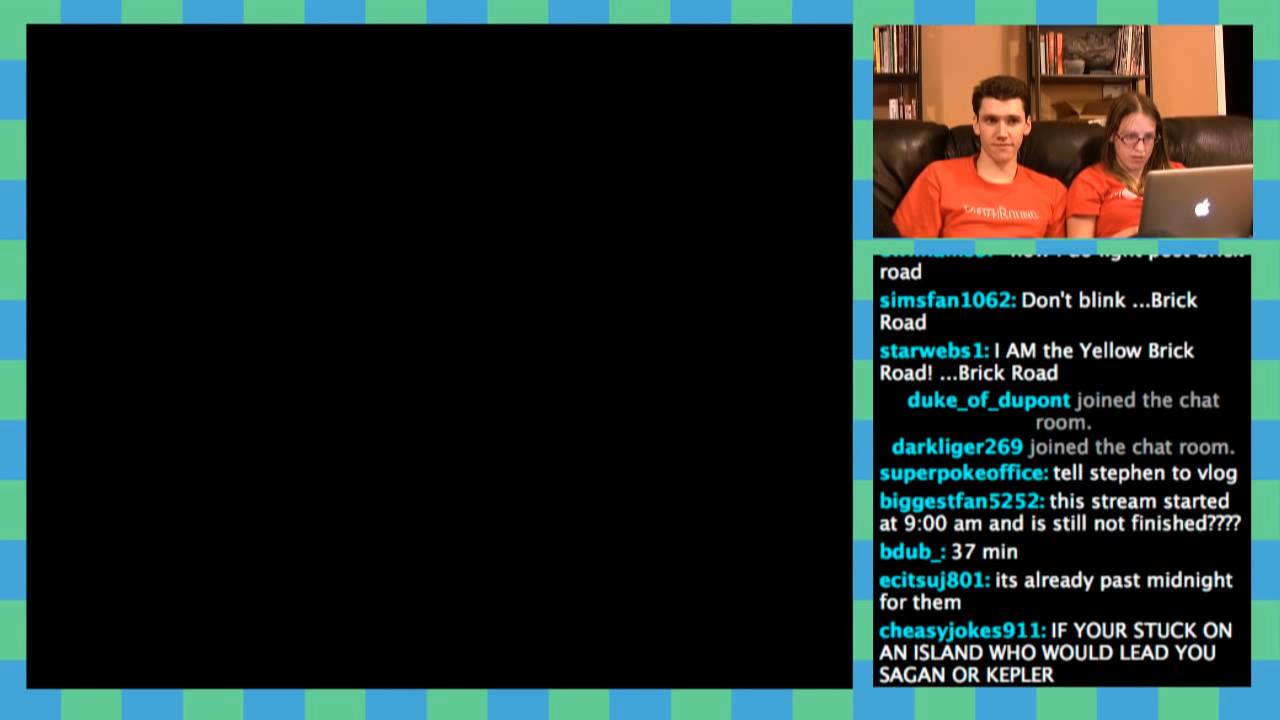 EARTHBOUND
road
simsfan1062: Don't blink ...Brick
Road
starwebs1: I AM the Yellow Brick
Road! ...Brick Road
duke_of_dupont joined the chat
room.
darkliger269 joined the chat room.
superpokeoffice: tell stephen to vlog
biggestfan5252: this stream started
at 9:00 am and is still not finished????
bdub_: 37 min
ecitsuj801: its already past midnight
for them
cheasyjokes911: IF YOUR STUCK ON
AN ISLAND WHO WOULD LEAD YOU
SAGAN OR KEPLER